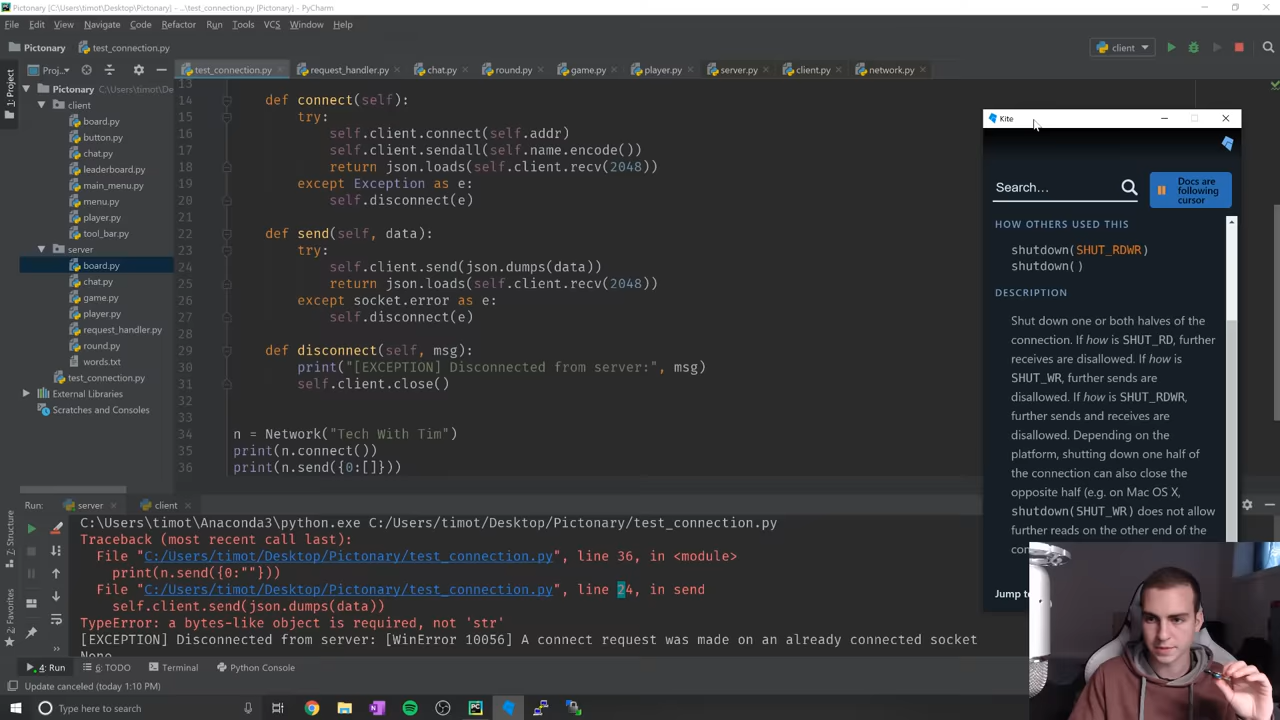 Pictonary [C:\Users\timot\Desktop\Pictonary] - ...\test_connection.py [Pictonary] - PyCharm
File Edit View Navigate Code Refactor Run Tools VCS Window Help
Pictonary test_connection.py client
1: Project Proj... test_connection.py request_handler.py chat.py round.py game.py player.py server.py client.py network.py
Pictonary C:\Users\timot\De
client
board.py
button.py
chat.py
leaderboard.py
main_menu.py
menu.py
player.py
tool_bar.py
server
board.py
chat.py
game.py
player.py
request_handler.py
round.py
words.txt
test_connection.py
External Libraries
Scratches and Consoles
13
14 def connect(self):
15 try:
16 self.client.connect(self.addr)
17 self.client.sendall(self.name.encode())
18 return json.loads(self.client.recv(2048))
19 except Exception as e:
20 self.disconnect(e)
21
22 def send(self, data):
23 try:
24 self.client.send(json.dumps(data))
25 return json.loads(self.client.recv(2048))
26 except socket.error as e:
27 self.disconnect(e)
28
29 def disconnect(self, msg):
30 print("[EXCEPTION] Disconnected from server:", msg)
31 self.client.close()
32
33
34 n = Network("Tech With Tim")
35 print(n.connect())
36 print(n.send({0:[]}))
Kite
Search...
Docs are
following
cursor
HOW OTHERS USED THIS
shutdown(SHUT_RDWR)
shutdown()
DESCRIPTION
Shut down one or both halves of the
connection. If how is SHUT_RD, further
receives are disallowed. If how is
SHUT_WR, further sends are
disallowed. If how is SHUT_RDWR,
further sends and receives are
disallowed. Depending on the
platform, shutting down one half of
the connection can also close the
opposite half (e.g. on Mac OS X,
shutdown(SHUT_WR) does not allow
further reads on the other end of the
Jump
Run: server client
C:\Users\timot\Anaconda3\python.exe C:/Users/timot/Desktop/Pictonary/test_connection.py
Traceback (most recent call last):
File "C:/Users/timot/Desktop/Pictonary/test_connection.py", line 36, in <module>
print(n.send({0:""}))
File "C:/Users/timot/Desktop/Pictonary/test_connection.py", line 24, in send
self.client.send(json.dumps(data))
TypeError: a bytes-like object is required, not 'str'
[EXCEPTION] Disconnected from server: [WinError 10056] A connect request was made on an already connected socket
None
Z: Structure
2: Favorites
4: Run 6: TODO Terminal Python Console
Update canceled (today 1:10 PM)
Type here to search